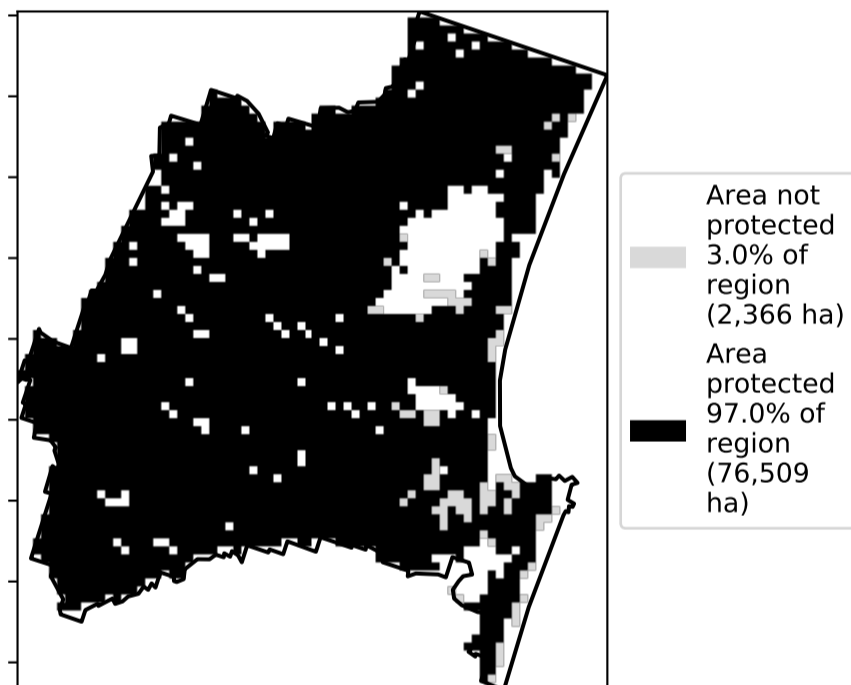 Area not
protected
3.0% of
region
(2,366 ha)
Area
protected
97.0% of
region
(76,509
ha)